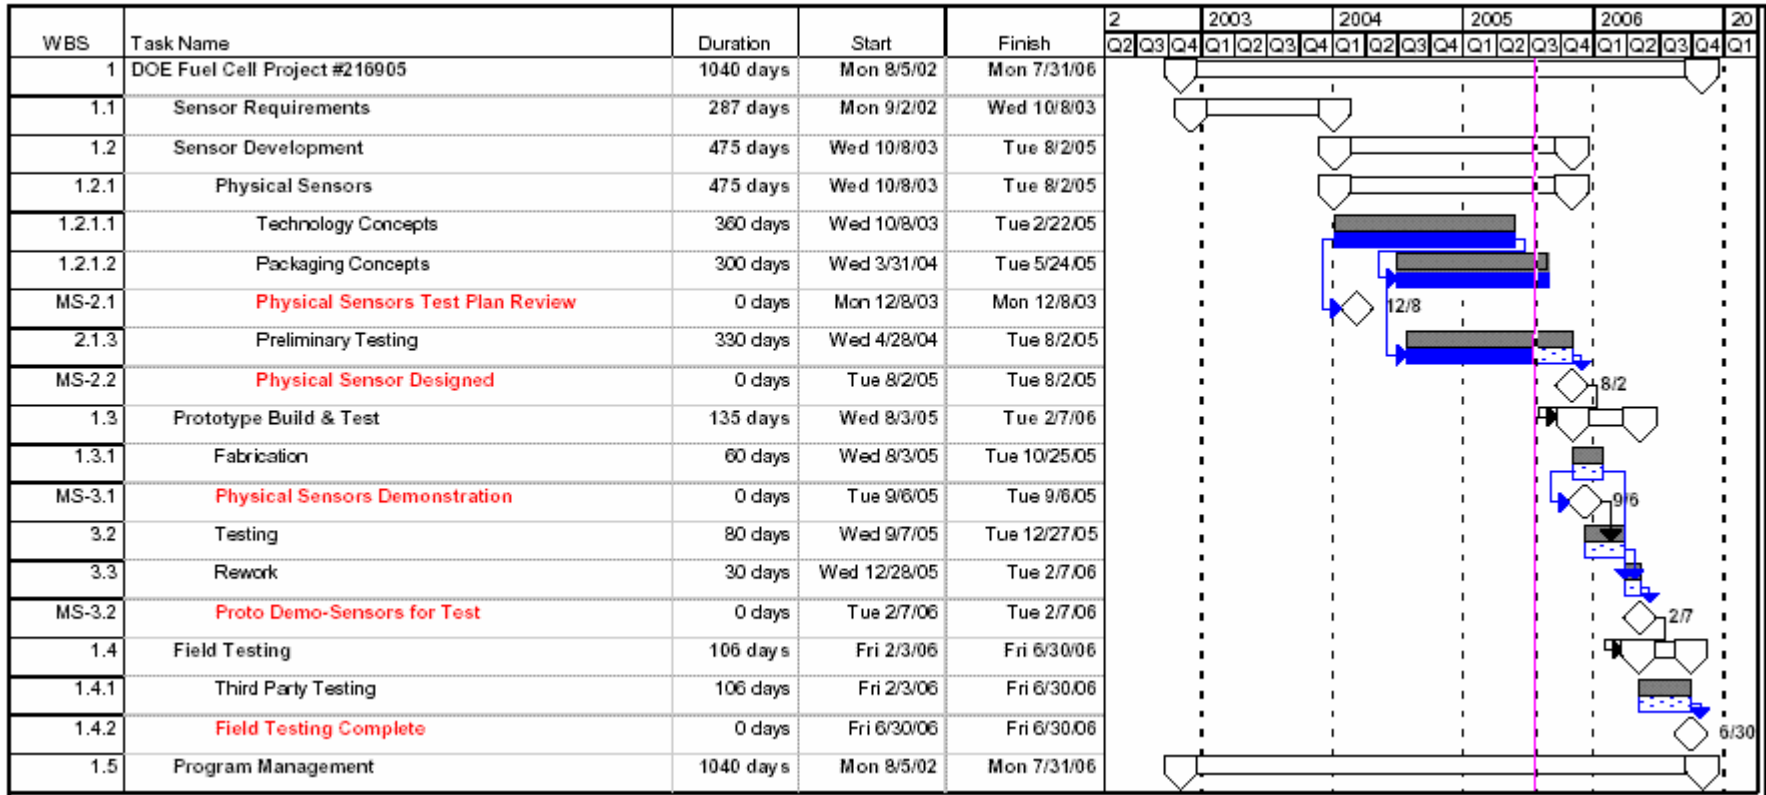 2 2003 2004 2005 2006 20
WBS Task Name Duration Start Finish Q2 Q3 Q4 Q1 Q2 Q3 Q4 Q1 Q2 Q3 Q4 Q1 Q2 Q3 Q4 Q1 Q2 Q3 Q4 Q1
1 DOE Fuel Cell Project #216905 1040 days Mon 8/5/02 Mon 7/31/06
1.1 Sensor Requirements 287 days Mon 9/2/02 Wed 10/8/03
1.2 Sensor Development 475 days Wed 10/8/03 Tue 8/2/05
1.2.1 Physical Sensors 475 days Wed 10/8/03 Tue 8/2/05
1.2.1.1 Technology Concepts 360 days Wed 10/8/03 Tue 2/22/05
1.2.1.2 Packaging Concepts 300 days Wed 3/31/04 Tue 5/24/05
MS-2.1 Physical Sensors Test Plan Review 0 days Mon 12/8/03 Mon 12/8/03 12/8
2.1.3 Preliminary Testing 330 days Wed 4/28/04 Tue 8/2/05
MS-2.2 Physical Sensor Designed 0 days Tue 8/2/05 Tue 8/2/05 8/2
1.3 Prototype Build & Test 135 days Wed 8/3/05 Tue 2/7/06
1.3.1 Fabrication 60 days Wed 8/3/05 Tue 10/25/05
MS-3.1 Physical Sensors Demonstration 0 days Tue 9/6/05 Tue 9/6/05 9/6
3.2 Testing 80 days Wed 9/7/05 Tue 12/27/05
3.3 Rework 30 days Wed 12/28/05 Tue 2/7/06
MS-3.2 Proto Demo-Sensors for Test 0 days Tue 2/7/06 Tue 2/7/06 2/7
1.4 Field Testing 106 days Fri 2/3/06 Fri 6/30/06
1.4.1 Third Party Testing 106 days Fri 2/3/06 Fri 6/30/06
1.4.2 Field Testing Complete 0 days Fri 6/30/06 Fri 6/30/06 6/30
1.5 Program Management 1040 days Mon 8/5/02 Mon 7/31/06